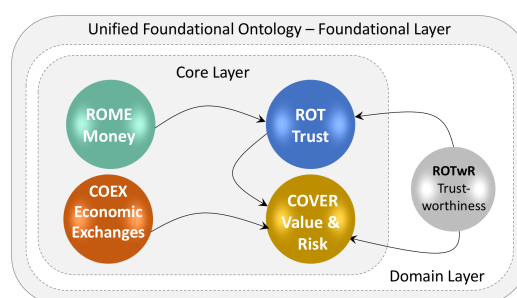 Unified Foundational Ontology – Foundational Layer
Core Layer
ROME
Money
ROT
Trust
ROTwR
Trust-
worthiness
COEX
Economic
Exchanges
COVER
Value &
Risk
Domain Layer